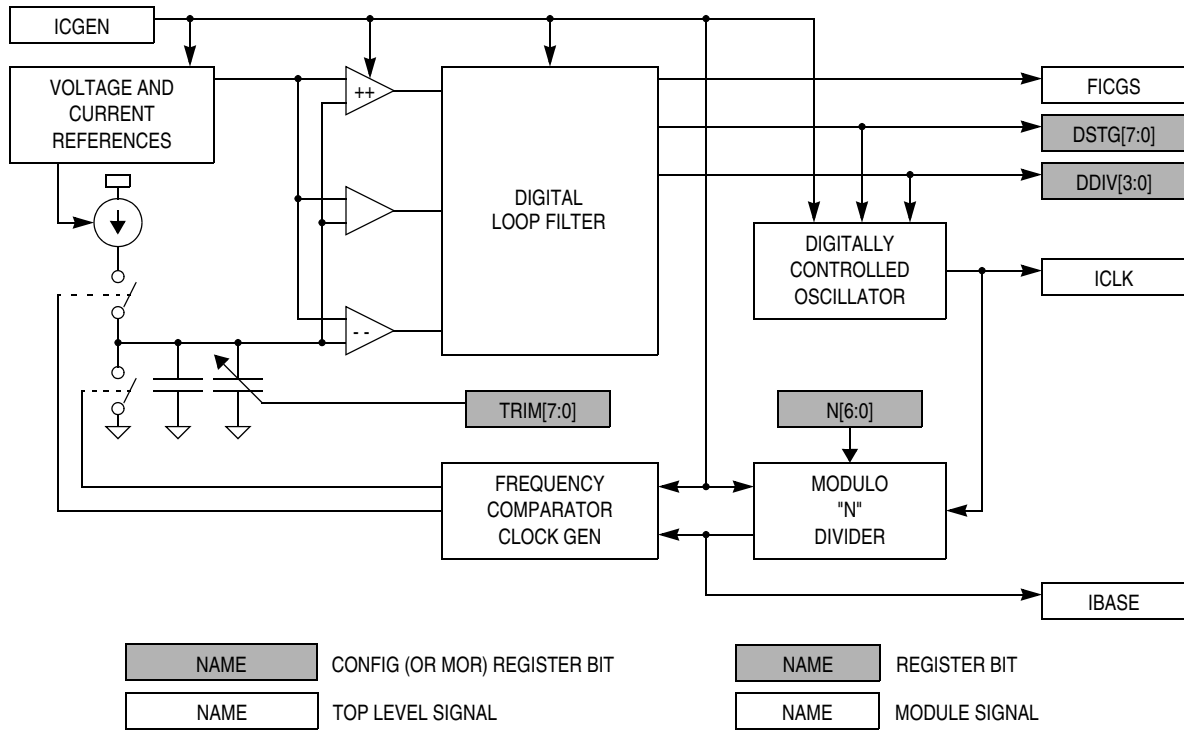 ICGEN
VOLTAGE AND
CURRENT
REFERENCES
++
- -
DIGITAL
LOOP FILTER
FICGS
DSTG[7:0]
DDIV[3:0]
DIGITALLY
CONTROLLED
OSCILLATOR
ICLK
TRIM[7:0]
N[6:0]
FREQUENCY
COMPARATOR
CLOCK GEN
MODULO
"N"
DIVIDER
IBASE
NAME
CONFIG (OR MOR) REGISTER BIT
NAME
REGISTER BIT
NAME
TOP LEVEL SIGNAL
NAME
MODULE SIGNAL